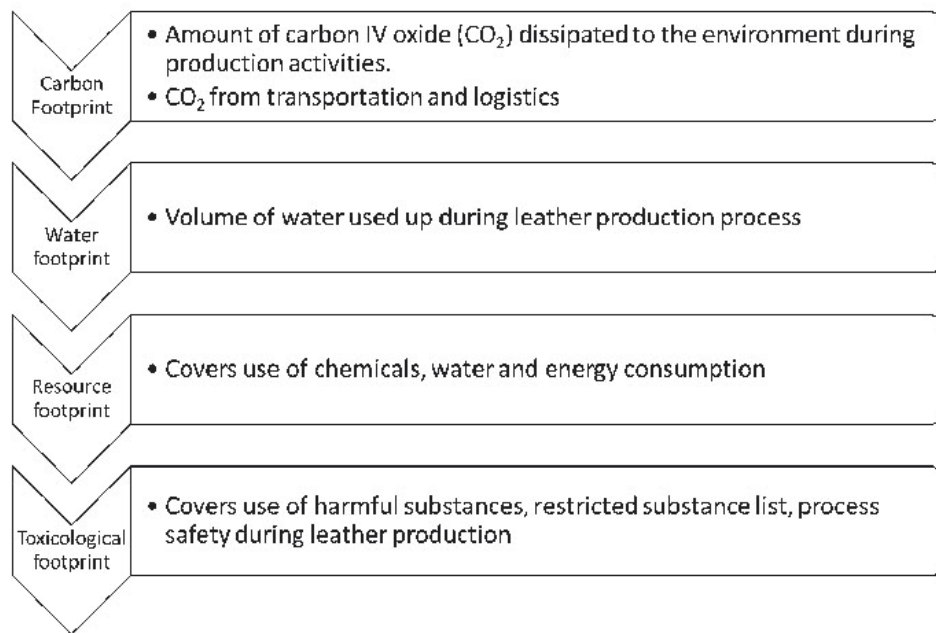 Carbon
Footprint
• Amount of carbon IV oxide (CO₂) dissipated to the environment during
production activities.
• CO₂ from transportation and logistics
Water
footprint
• Volume of water used up during leather production process
Resource
footprint
• Covers use of chemicals, water and energy consumption
Toxicological
footprint
• Covers use of harmful substances, restricted substance list, process
safety during leather production